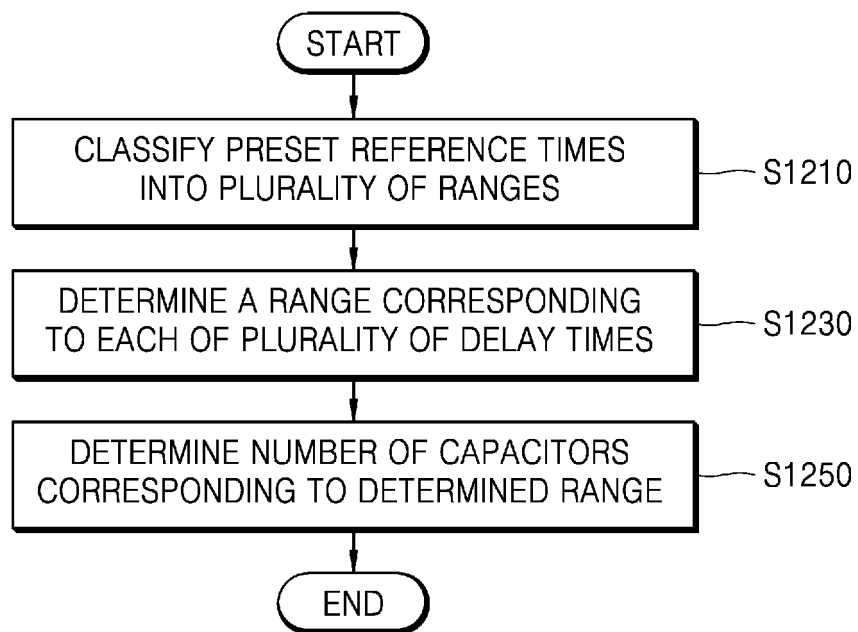 START
CLASSIFY PRESET REFERENCE TIMES
INTO PLURALITY OF RANGES
S1210
DETERMINE A RANGE CORRESPONDING
TO EACH OF PLURALITY OF DELAY TIMES
S1230
DETERMINE NUMBER OF CAPACITORS
CORRESPONDING TO DETERMINED RANGE
S1250
END